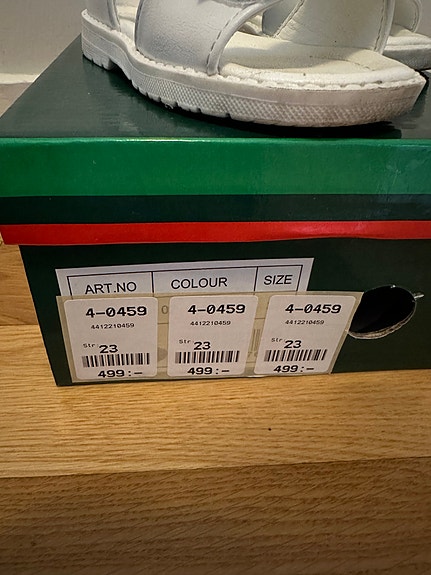 ART.NO COLOUR SIZE
4-0459 4-0459 4-0459
4412210459 4412210459 4412210459
Str. 23 Str. 23 Str. 23
499:- 499:- 499:-